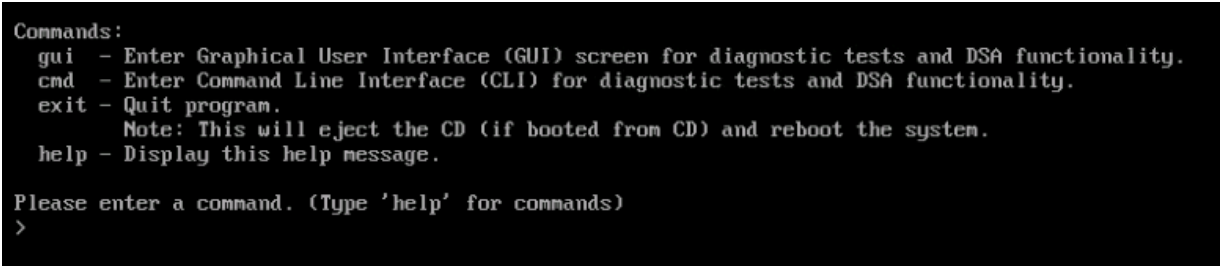 Commands:
  gui  - Enter Graphical User Interface (GUI) screen for diagnostic tests and DSA functionality.
  cmd  - Enter Command Line Interface (CLI) for diagnostic tests and DSA functionality.
  exit - Quit program.
         Note: This will eject the CD (if booted from CD) and reboot the system.
  help - Display this help message.

Please enter a command. (Type 'help' for commands)
>